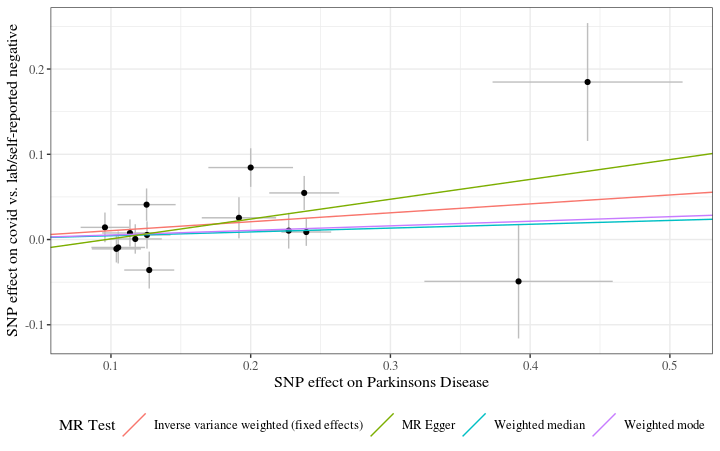 SNP effect on covid vs. lab/self-reported negative
0.2
0.1
0.0
-0.1
0.1 0.2 0.3 0.4 0.5
SNP effect on Parkinsons Disease
MR Test Inverse variance weighted (fixed effects) MR Egger Weighted median Weighted mode